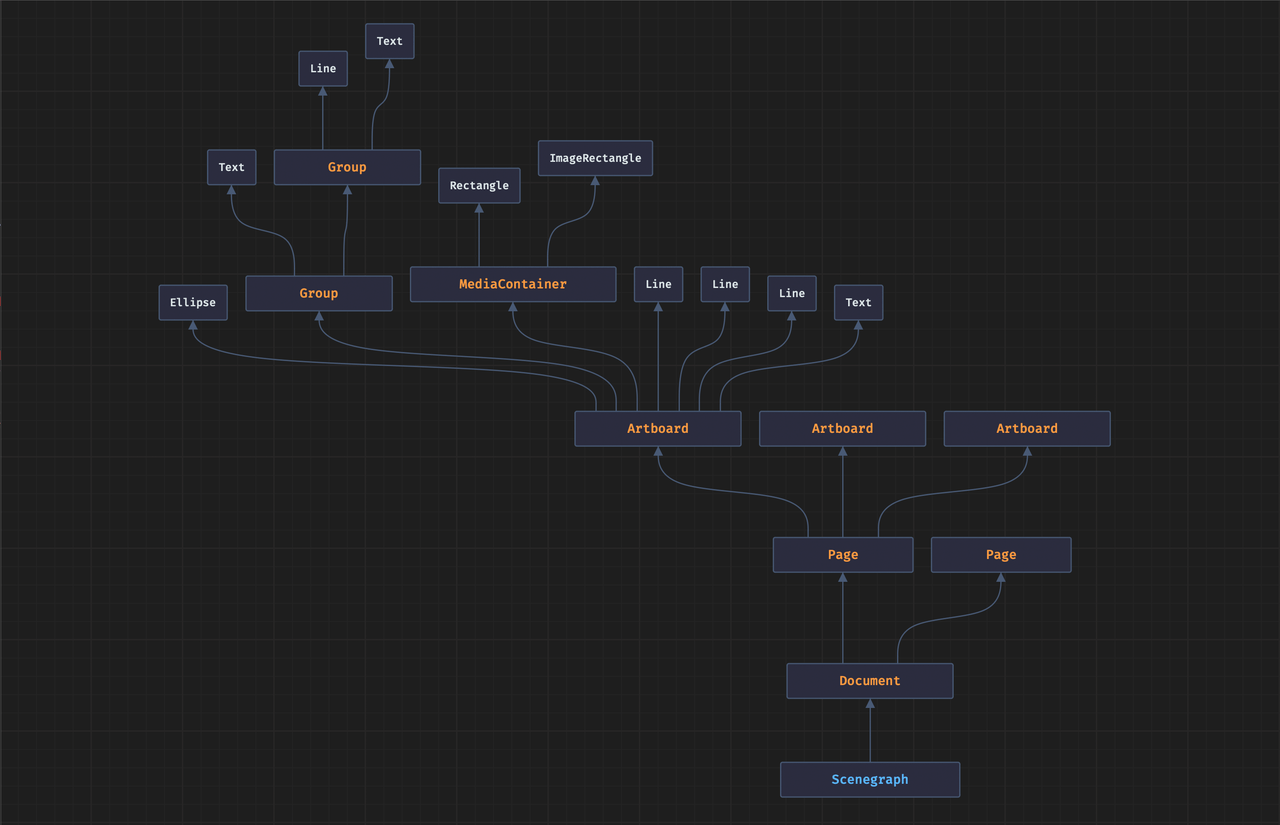 Text
Line
Group
Text
ImageRectangle
Rectangle
MediaContainer
Line
Line
Line
Text
Group
Ellipse
Artboard
Artboard
Artboard
Page
Page
Document
Scenegraph